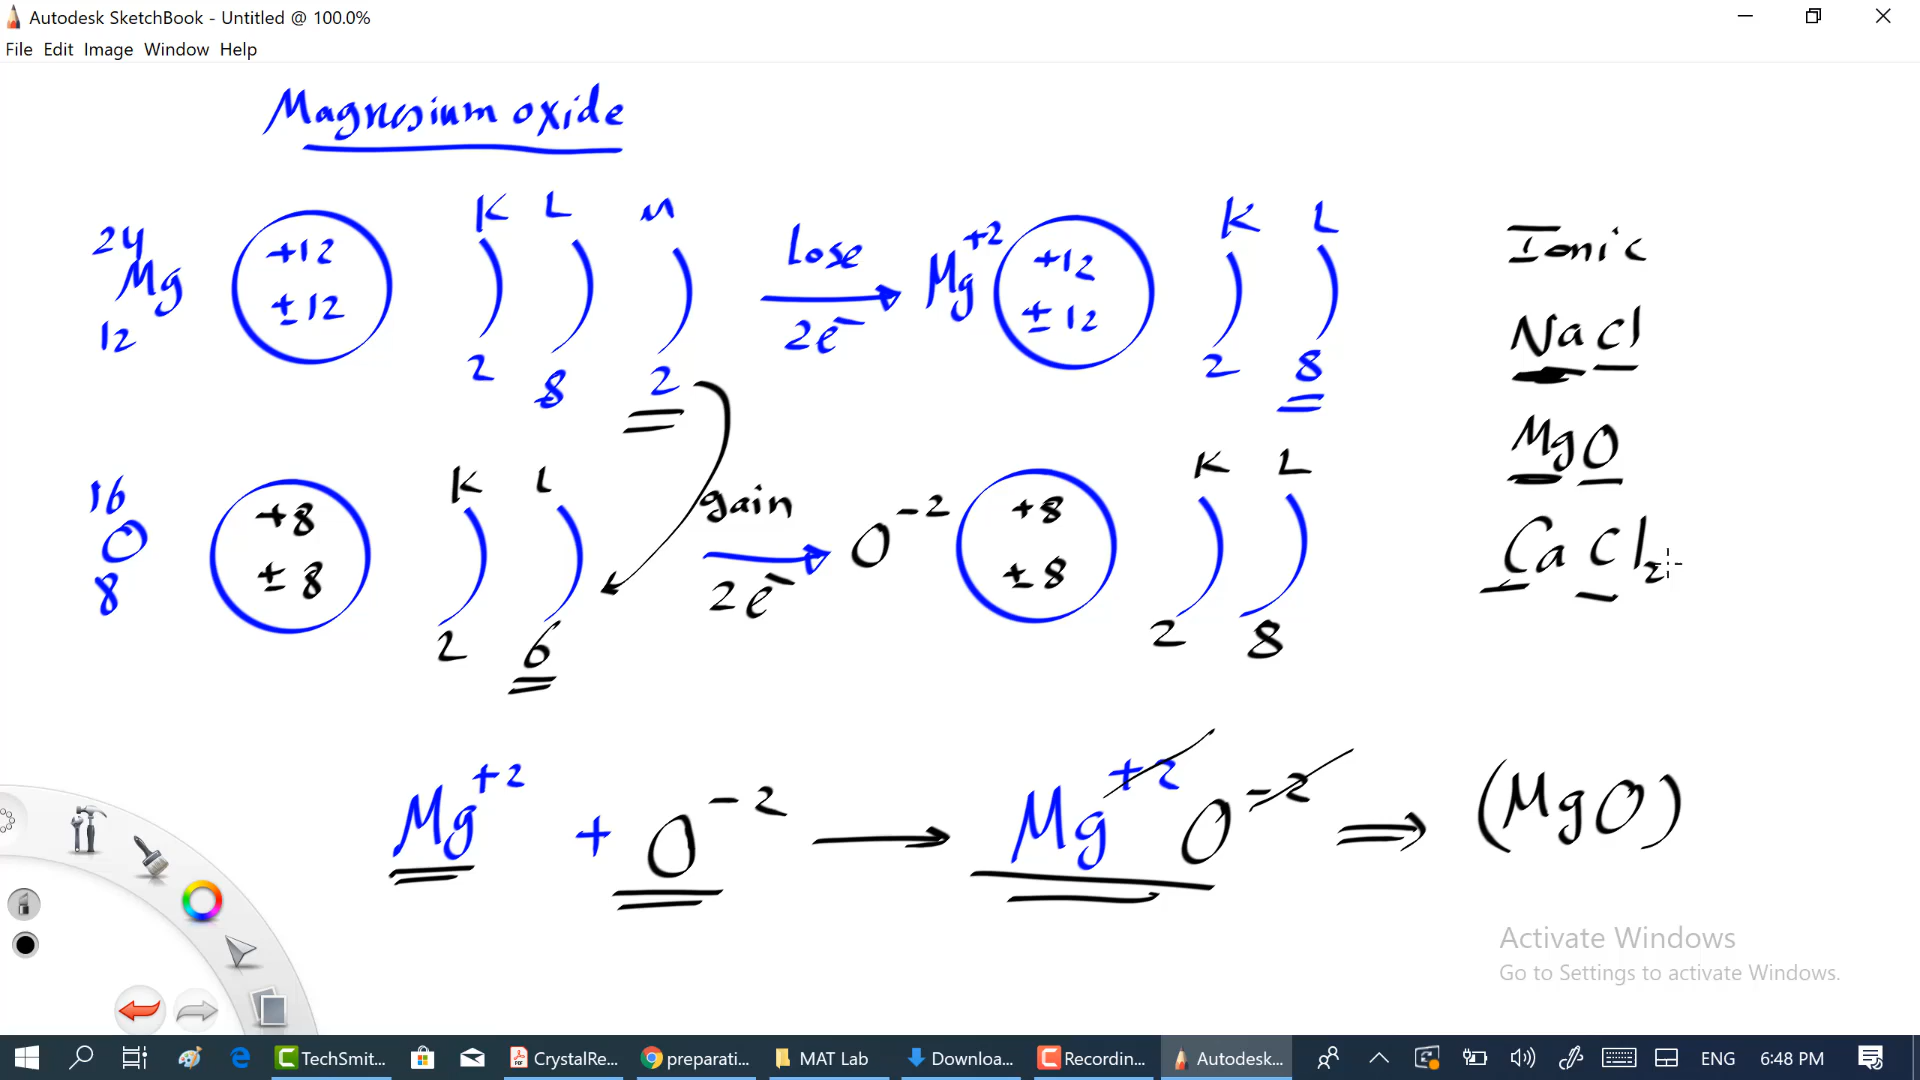 Autodesk SketchBook - Untitled @ 100.0%
File Edit Image Window Help
Magnesium oxide
24
Mg
12
+12
± 12
K L M
2 8 2
Lose
2e⁻
Mg⁺²
+12
± 12
K L
2 8
16
O
8
+8
± 8
K L
2 6
gain
2e⁻
O⁻²
+8
± 8
K L
2 8
Ionic
NaCl
MgO
CaCl₂
Mg⁺² + O⁻² → Mg⁺² O⁻² ⇒ (MgO)
Activate Windows
Go to Settings to activate Windows.
TechSmit... CrystalRe... preparati... MAT Lab Downloa... Recordin... Autodesk... ENG 6:48 PM